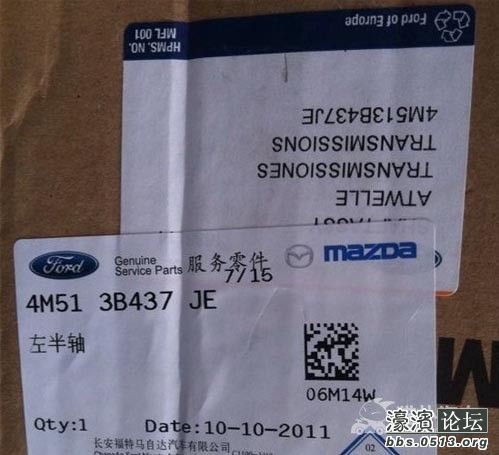 Ford of Europe
HPMS. NO.
MFL 001
4M513B437JE
TRANSMISSIONS
TRANSMISSIONES
ATWELLE
Ford
Genuine
Service Parts
服务零件
7/15
mazda
4M51 3B437 JE
左半轴
06M14W
Qty:1 Date:10-10-2011
长安福特马自达汽车有限公司
02
濠滨 论坛
bbs.0513.org